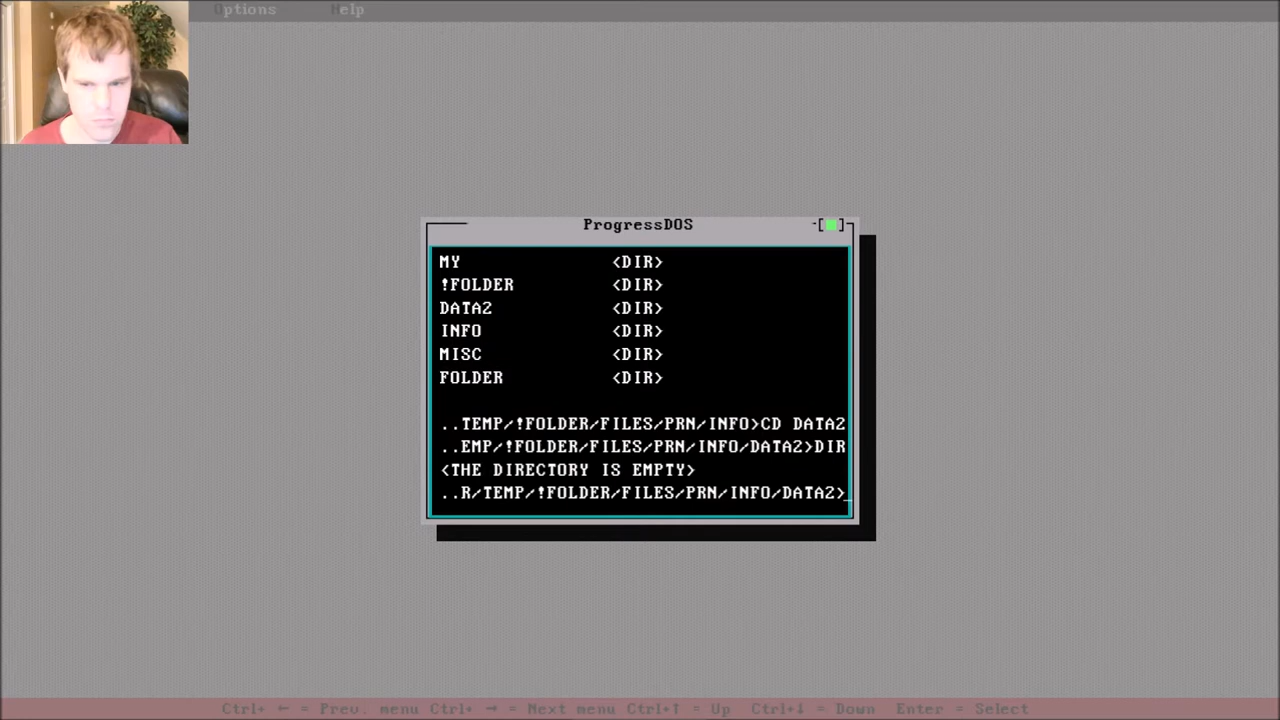 Options Help
ProgressDOS
MY <DIR>
!FOLDER <DIR>
DATA2 <DIR>
INFO <DIR>
MISC <DIR>
FOLDER <DIR>
..TEMP/!FOLDER/FILES/PRN/INFO>CD DATA2
..EMP/!FOLDER/FILES/PRN/INFO/DATA2>DIR
<THE DIRECTORY IS EMPTY>
..R/TEMP/!FOLDER/FILES/PRN/INFO/DATA2>_
Ctrl+ ← = Prev. menu Ctrl+ → = Next menu Ctrl+↑ = Up Ctrl+↓ = Down Enter = Select